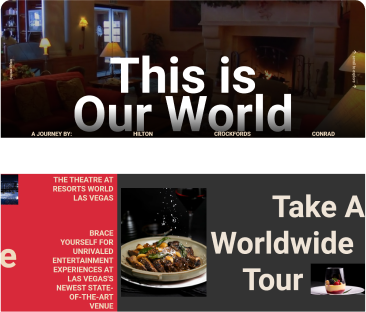 This is
Our World
A JOURNEY BY:
HILTON
CROCKFORDS
CONRAD
THE THEATRE AT
RESORTS WORLD
LAS VEGAS
e
BRACE
YOURSELF FOR
UNRIVALED
ENTERTAINMENT
EXPERIENCES AT
LAS VEGAS'S
NEWEST STATE-
OF-THE-ART
VENUE
Take A
Worldwide
Tour